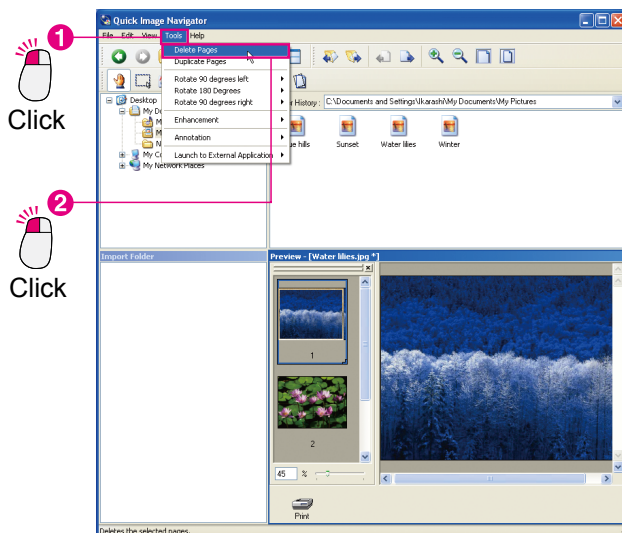 Quick Image Navigator
1
File Edit View Tools Help
Delete Pages
Duplicate Pages
Click
Rotate 90 degrees left
Rotate 180 Degrees
Rotate 90 degrees right
Enhancement
Annotation
Launch to External Application
Desktop
My
My Network Places
History: C:\Documents and Settings\Ikarashi\My Documents\My Pictures
hills Sunset Water lilies Winter
2
Click
Import Folder
Preview - [Water lilies.jpg *]
1
2
45 %
Print
Deletes the selected pages.